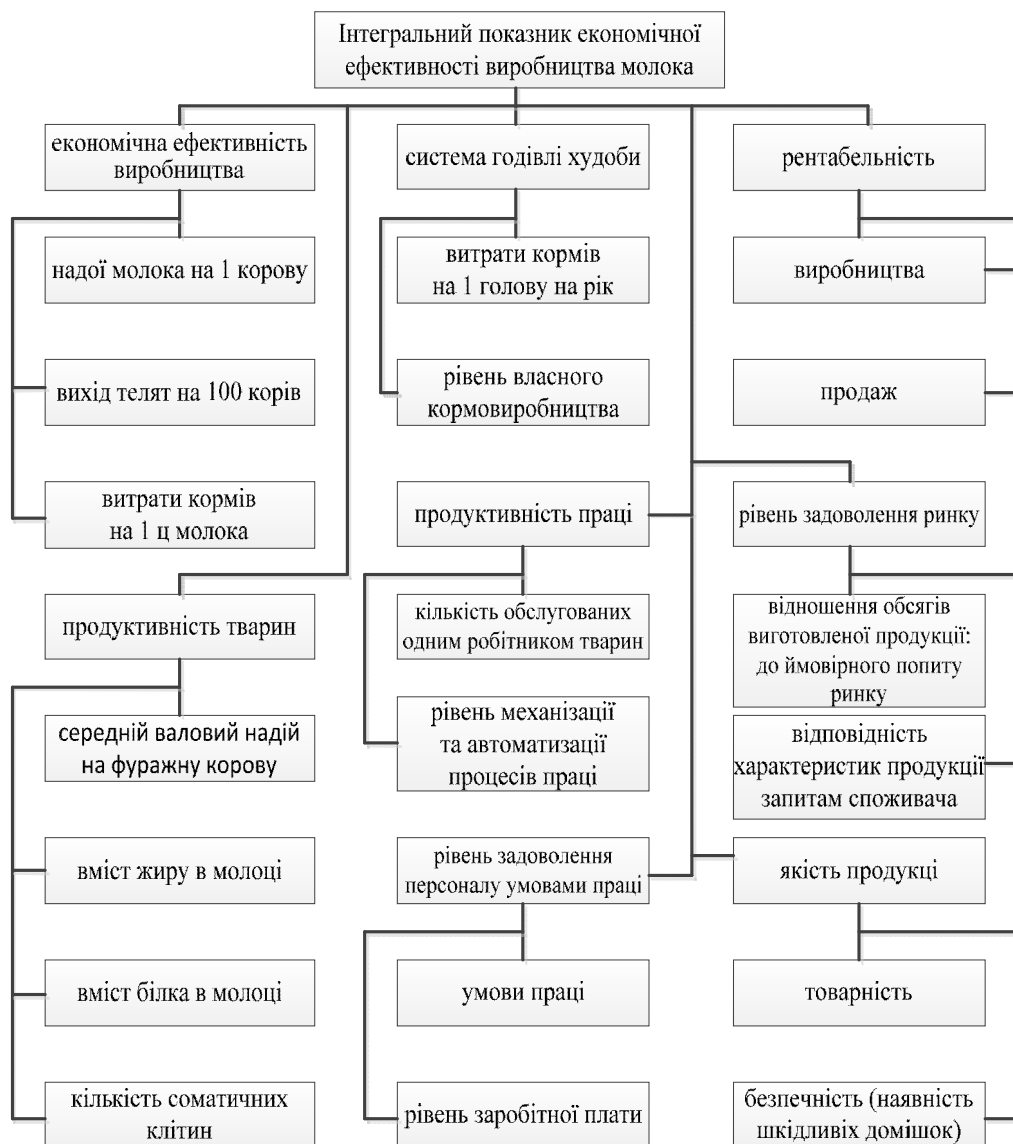 Інтегральний показник економічної
ефективності виробництва молока
економічна ефективність
виробництва
надої молока на 1 корову
вихід телят на 100 корів
витрати кормів
на 1 ц молока
продуктивність тварин
середній валовий надій
на фуражну корову
вміст жиру в молоці
вміст білка в молоці
кількість соматичних
клітин
система годівлі худоби
витрати кормів
на 1 голову на рік
рівень власного
кормовиробництва
продуктивність праці
кількість обслугованих
одним робітником тварин
рівень механізації
та автоматизації
процесів праці
рівень задоволення
персоналу умовами праці
умови праці
рівень заробітної плати
рентабельність
виробництва
продаж
рівень задоволення ринку
відношення обсягів
виготовленої продукції:
до ймовірного попиту
ринку
відповідність
характеристик продукції
запитам споживача
якість продукці
товарність
безпечність (наявність
шкідливіх домішок)